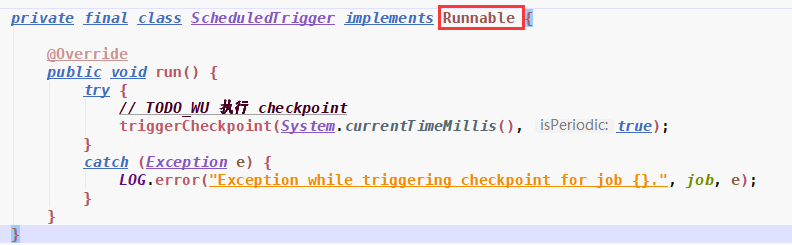 private final class ScheduledTrigger implements Runnable {
@Override
public void run() {
try {
// TODO_WU 执行 checkpoint
triggerCheckpoint(System.currentTimeMillis(), isPeriodic: true);
}
catch (Exception e) {
LOG.error("Exception while triggering checkpoint for job {}.", job, e);
}
}
}